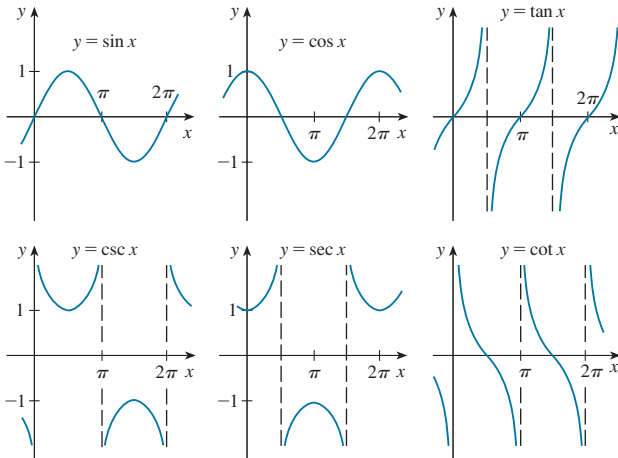 y
y = sin x
1
π
2π
x
−1
y
y = cos x
1
π
2π
x
−1
y
y = tan x
2π
π
x
y
y = csc x
1
π
2π
x
−1
y
y = sec x
1
π
2π
x
−1
y
y = cot x
π
2π
x